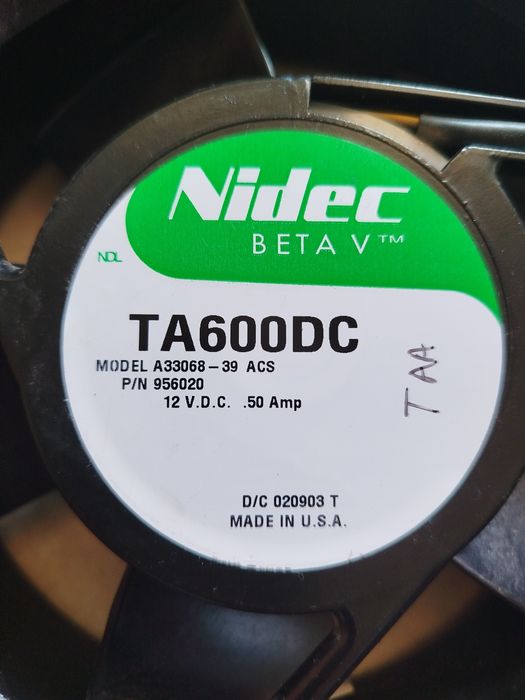 Nidec
BETA V™
NDL
TA600DC
MODEL A33068-39 ACS
P/N 956020
12 V.D.C. .50 Amp
TAA
D/C 020903 T
MADE IN U.S.A.